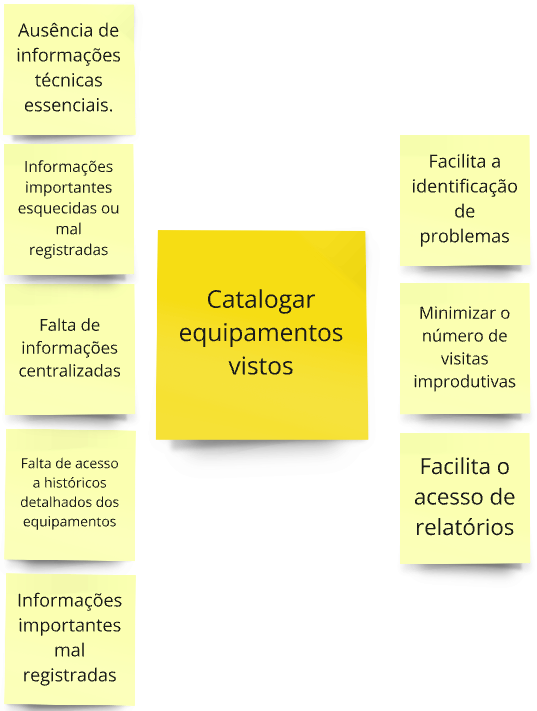 Ausência de
informações
técnicas
essenciais.
Informações
importantes
esquecidas ou
mal
registradas
Falta de
informações
centralizadas
Falta de acesso
a históricos
detalhados dos
equipamentos
Informações
importantes
mal
registradas
Catalogar
equipamentos
vistos
Facilita a
identificação
de
problemas
Minimizar o
número de
visitas
improdutivas
Facilita o
acesso de
relatórios